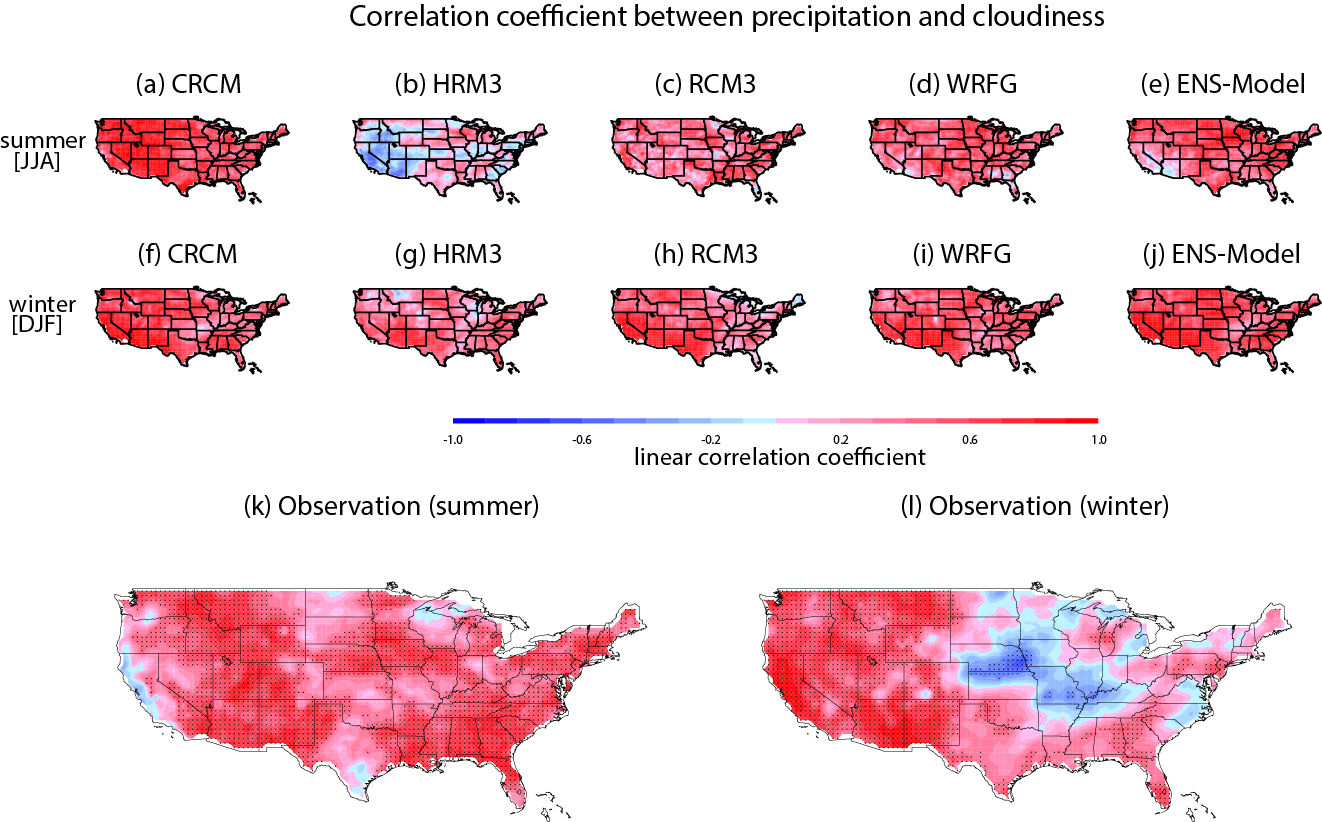 Correlation coefficient between precipitation and cloudiness
(a) CRCM
(b) HRM3
(c) RCM3
(d) WRFG
(e) ENS-Model
summer
[JJA]
(f) CRCM
(g) HRM3
(h) RCM3
(i) WRFG
(j) ENS-Model
winter
[DJF]
-1.0
-0.6
-0.2
0.2
0.6
1.0
linear correlation coefficient
(k) Observation (summer)
(l) Observation (winter)